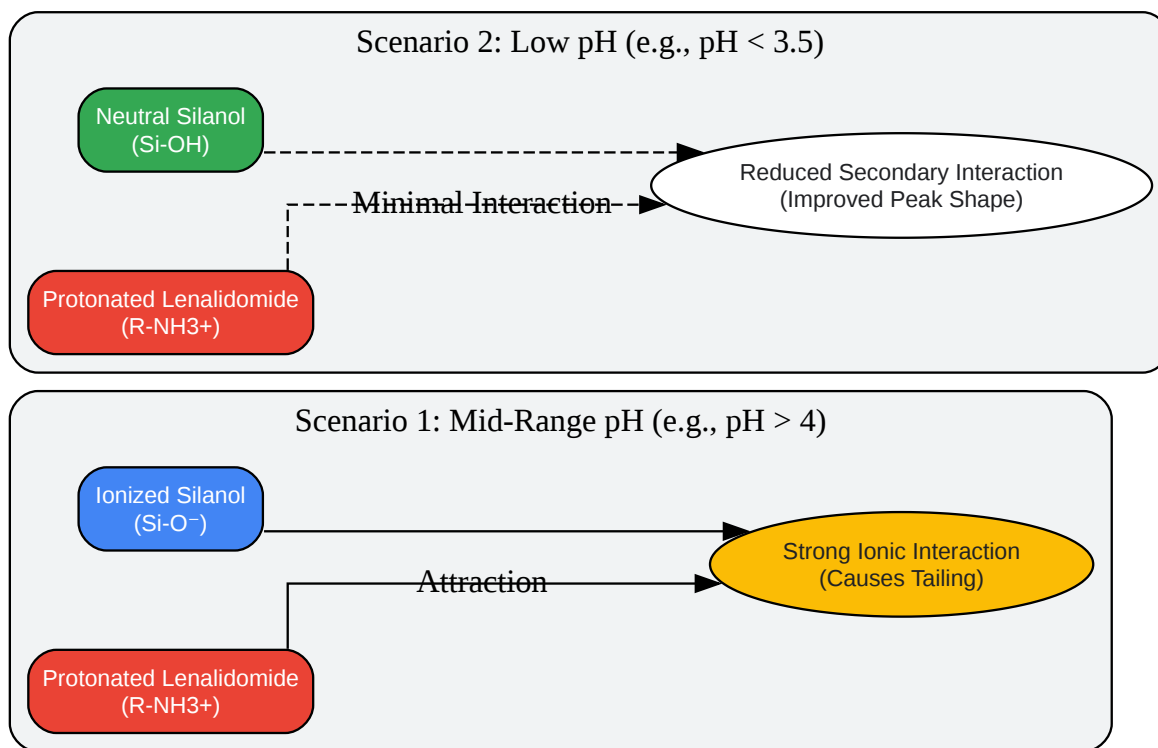 Scenario 2: Low pH (e.g., pH < 3.5)
Neutral Silanol
(Si-OH)
Reduced Secondary Interaction
(Improved Peak Shape)
Minimal Interaction
Protonated Lenalidomide
(R-NH3+)
Scenario 1: Mid-Range pH (e.g., pH > 4)
Ionized Silanol
(Si-O⁻)
Strong Ionic Interaction
(Causes Tailing)
Attraction
Protonated Lenalidomide
(R-NH3+)